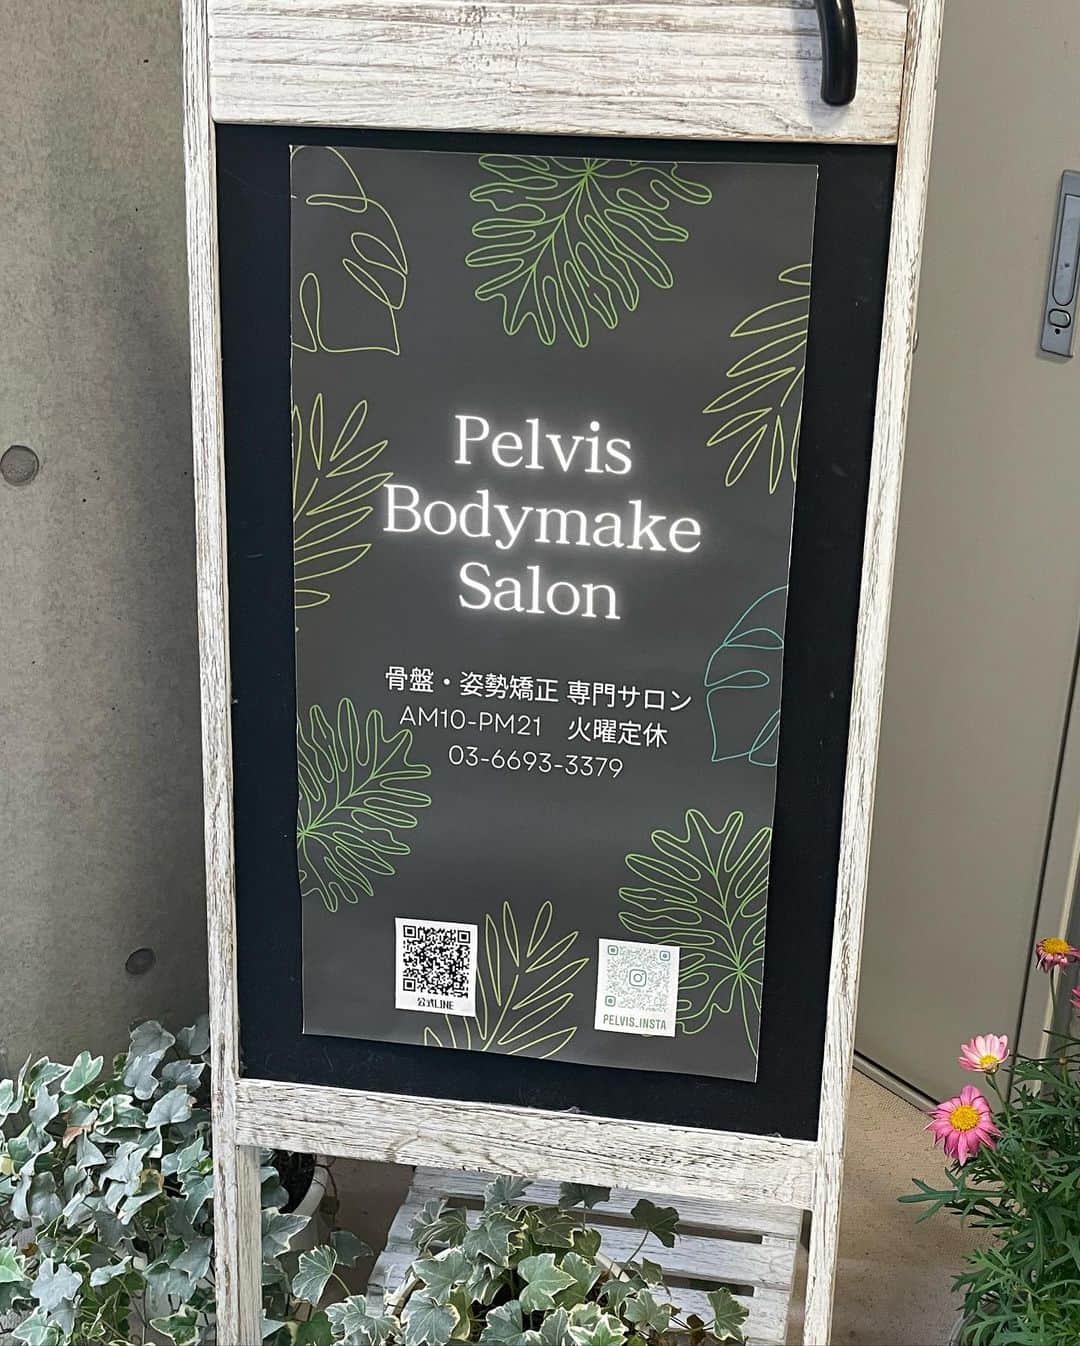 Pelvis
Bodymake
Salon
骨盤・姿勢矯正 専門サロン
AM10-PM21 火曜定休
03-6693-3379
公式LINE
PELVIS_INSTA